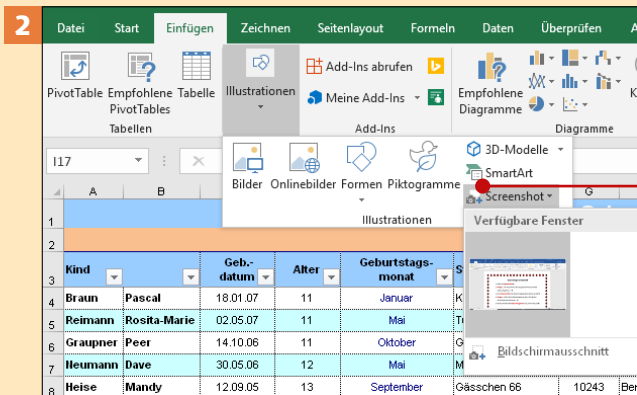 2
Datei Start Einfügen Zeichnen Seitenlayout Formeln Daten Überprüfen
PivotTable Empfohlene PivotTables Tabelle
Tabellen
Illustrationen
Add-Ins abrufen
Meine Add-Ins
Add-Ins
Empfohlene Diagramme
Diagramme
I17
Bilder Onlinebilder Formen Piktogramme
3D-Modelle
SmartArt
Screenshot
Illustrationen
Verfügbare Fenster
Bildschirmausschnitt
A B G
1
2
3 Kind Geb.-datum Alter Geburtstags-monat
4 Braun Pascal 18.01.07 11 Januar
5 Reimann Rosita-Marie 02.05.07 11 Mai
6 Graupner Peer 14.10.06 11 Oktober
7 Neumann Dave 30.05.06 12 Mai
8 Heise Mandy 12.09.05 13 September Gässchen 66 10243 Ber